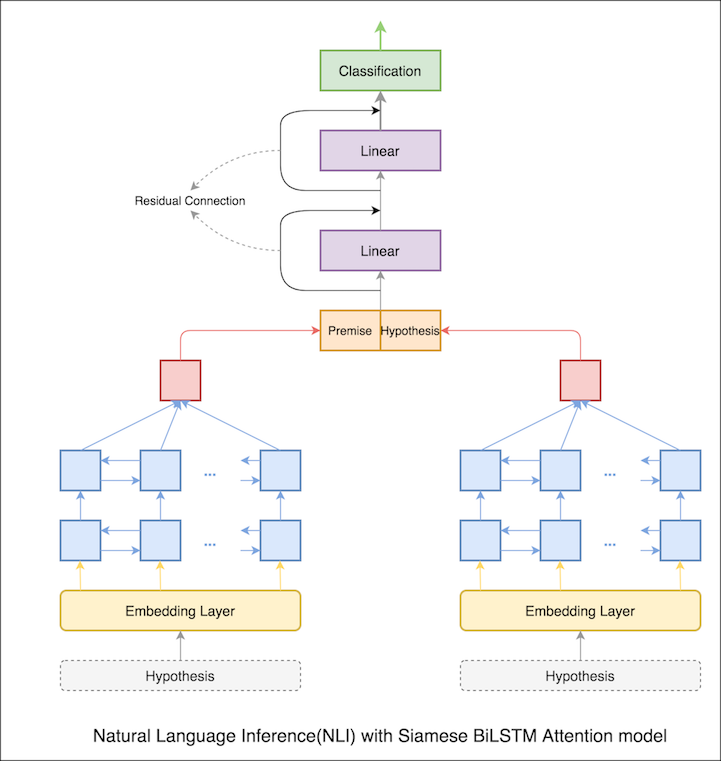 Classification
Linear
Residual Connection
Linear
Premise Hypothesis
...
...
...
...
Embedding Layer
Embedding Layer
Hypothesis
Hypothesis
Natural Language Inference(NLI) with Siamese BiLSTM Attention model